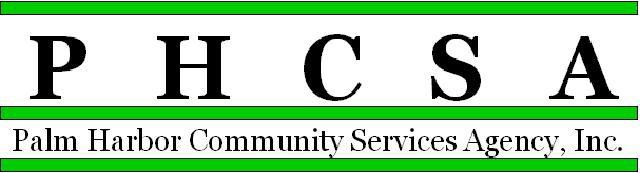 P H C S A
Palm Harbor Community Services Agency, Inc.